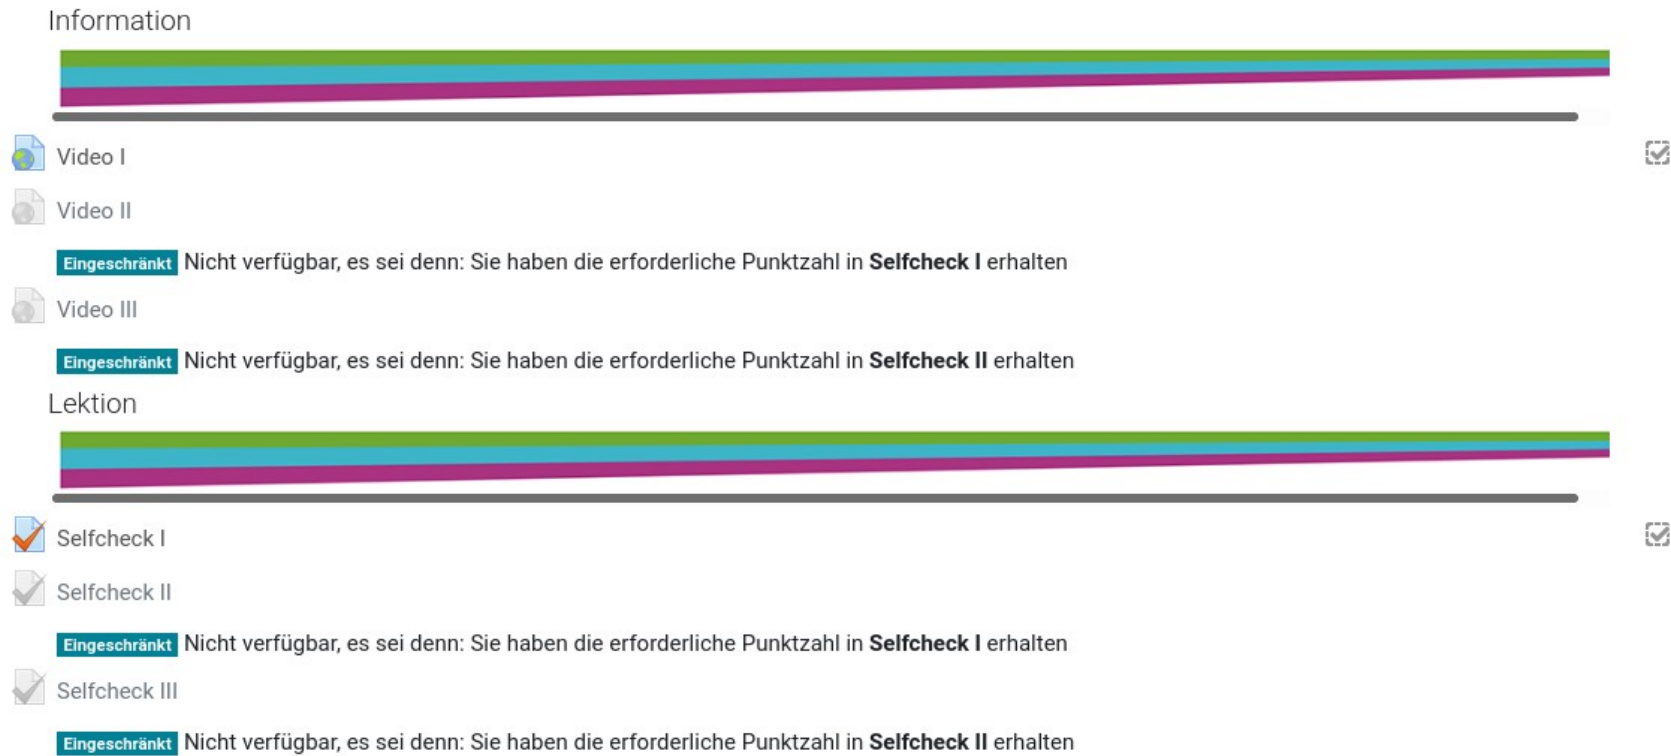 Information
Video I
Video II
Eingeschränkt Nicht verfügbar, es sei denn: Sie haben die erforderliche Punktzahl in Selfcheck I erhalten
Video III
Eingeschränkt Nicht verfügbar, es sei denn: Sie haben die erforderliche Punktzahl in Selfcheck II erhalten
Lektion
Selfcheck I
Selfcheck II
Eingeschränkt Nicht verfügbar, es sei denn: Sie haben die erforderliche Punktzahl in Selfcheck I erhalten
Selfcheck III
Eingeschränkt Nicht verfügbar, es sei denn: Sie haben die erforderliche Punktzahl in Selfcheck II erhalten